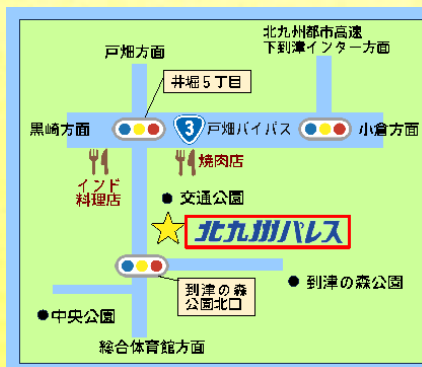 北九州都市高速
下到津インター方面
戸畑方面
井堀5丁目
黒崎方面
3
戸畑バイパス
小倉方面
インド
料理店
焼肉店
交通公園
北九州パレス
到津の森
公園北口
到津の森公園
中央公園
総合体育館方面